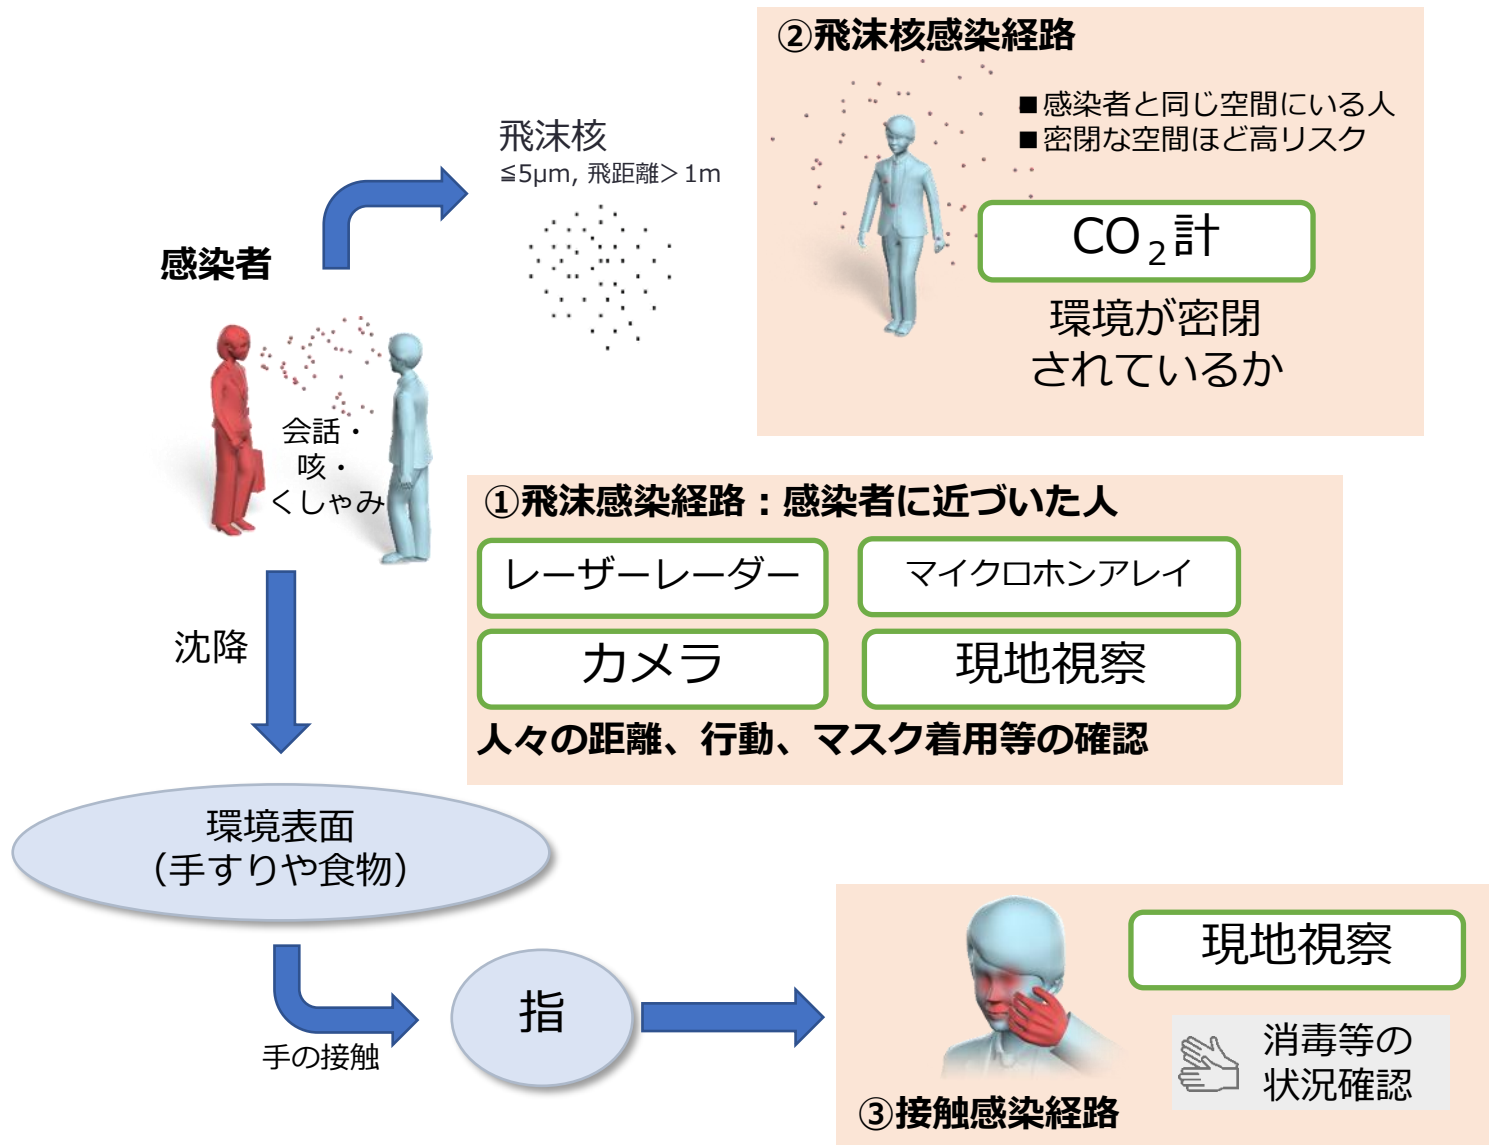 ②飛沫核感染経路
■感染者と同じ空間にいる人
■密閉な空間ほど高リスク
CO₂計
環境が密閉
されているか
飛沫核
≦5μm, 飛距離＞1m
感染者
会話・
咳・
くしゃみ
①飛沫感染経路：感染者に近づいた人
レーザーレーダー
マイクロホンアレイ
カメラ
現地視察
人々の距離、行動、マスク着用等の確認
沈降
環境表面
（手すりや食物）
手の接触
指
現地視察
消毒等の
状況確認
③接触感染経路